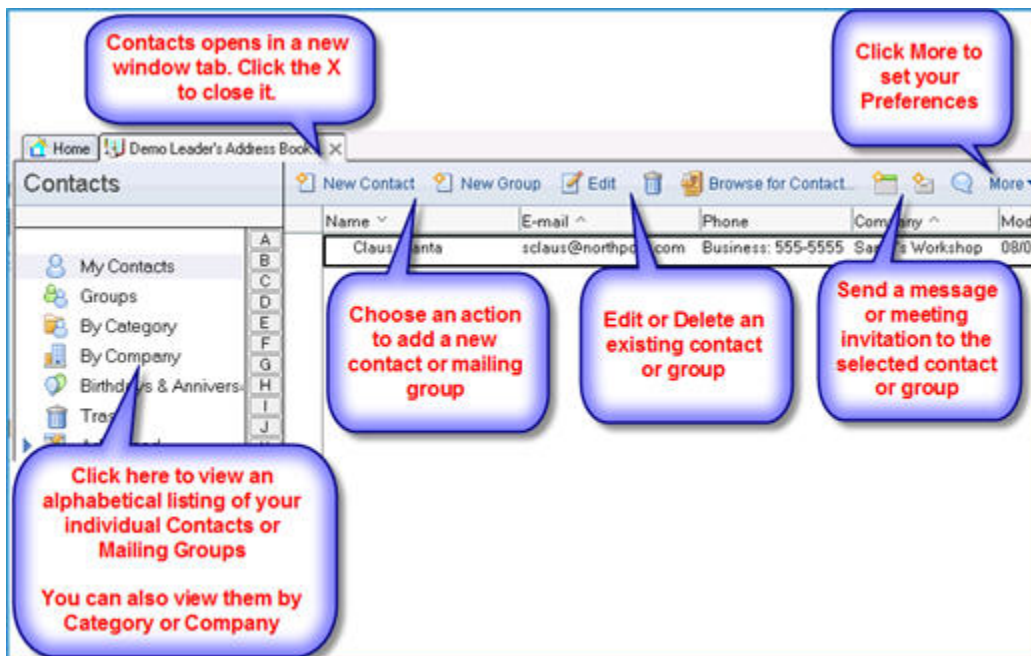 Contacts opens in a new
window tab. Click the X
to close it.
Click More to
set your
Preferences
Home Demo Leader's Address Book
Contacts
New Contact New Group Edit Browse for Contact... More
Name E-mail Phone Company
Business: 555-5555 Workshop
A
B
C
D
E
F
G
H
I
J
My Contacts
Groups
By Category
By Company
Choose an action
to add a new
contact or mailing
group
Edit or Delete an
existing contact
or group
Send a message
or meeting
invitation to the
selected contact
or group
Click here to view an
alphabetical listing of your
individual Contacts or
Mailing Groups
You can also view them by
Category or Company